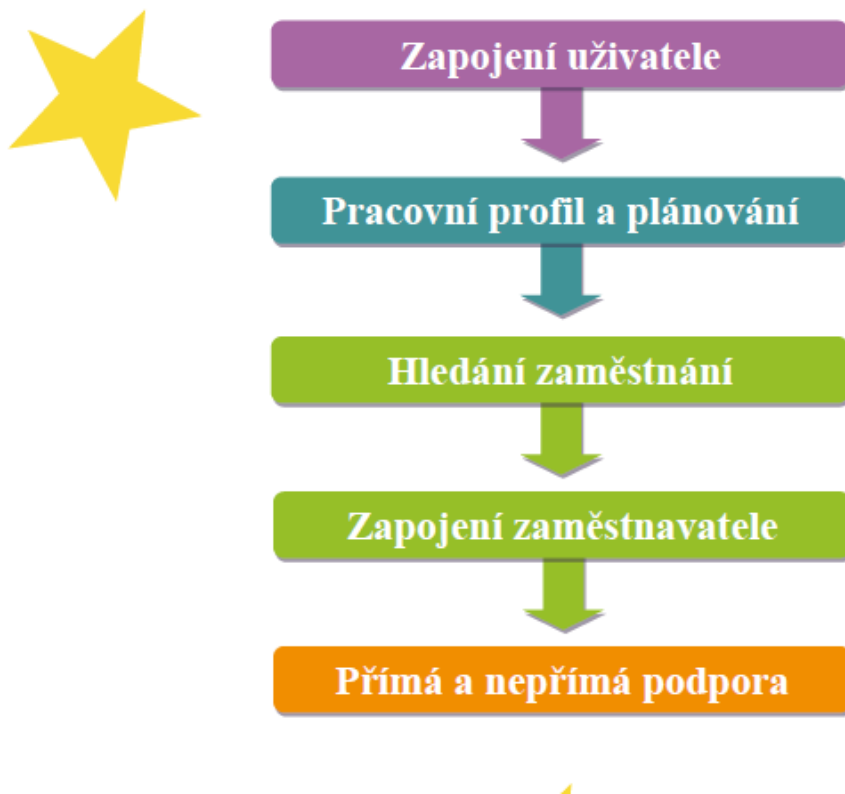 Zapojení uživatele
Pracovní profil a plánování
Hledání zaměstnání
Zapojení zaměstnavatele
Přímá a nepřímá podpora